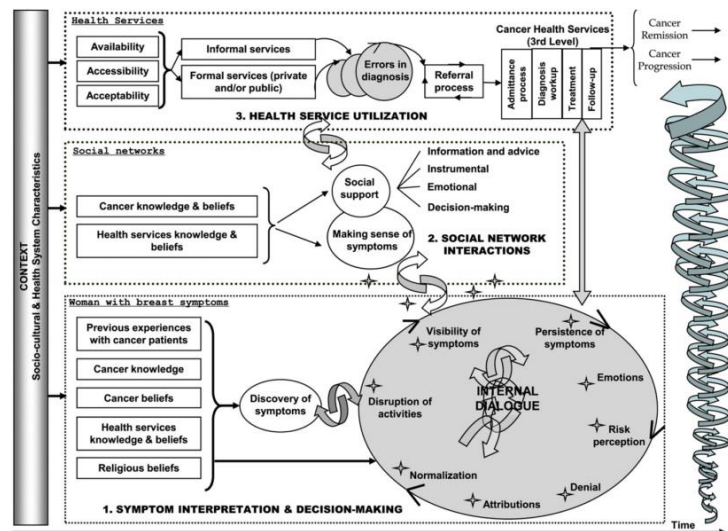 Health Services
Availability
Accessibility
Acceptability
Informal services
Formal services (private
and/or public)
Errors in
diagnosis
Referral
process
Cancer Health Services
(3rd Level)
Admittance
process
Diagnosis
workup
Treatment
Follow-up
Cancer
Remission
Cancer
Progression
3. HEALTH SERVICE UTILIZATION
CONTEXT
Socio-cultural & Health System Characteristics
Social networks
Cancer knowledge & beliefs
Health services knowledge &
beliefs
Social
support
Making sense of
symptoms
Information and advice
Instrumental
Emotional
Decision-making
2. SOCIAL NETWORK
INTERACTIONS
Woman with breast symptoms
Previous experiences
with cancer patients
Cancer knowledge
Cancer beliefs
Health services
knowledge & beliefs
Religious beliefs
Discovery of
symptoms
Visibility of
symptoms
Persistence of
symptoms
Disruption of
activities
INTERNAL
DIALOGUE
Emotions
Risk
perception
Normalization
Denial
Attributions
1. SYMPTOM INTERPRETATION & DECISION-MAKING
Time